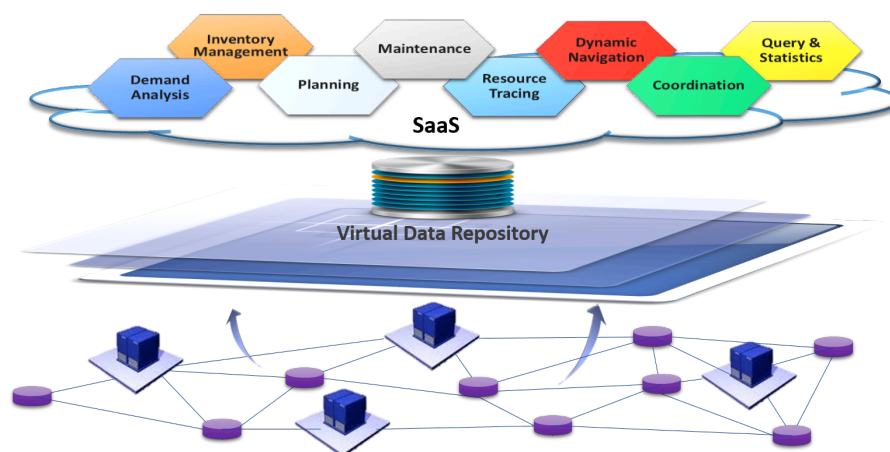 Inventory
Management
Maintenance
Dynamic
Navigation
Query &
Statistics
Demand
Analysis
Planning
Resource
Tracing
Coordination
SaaS
Virtual Data Repository